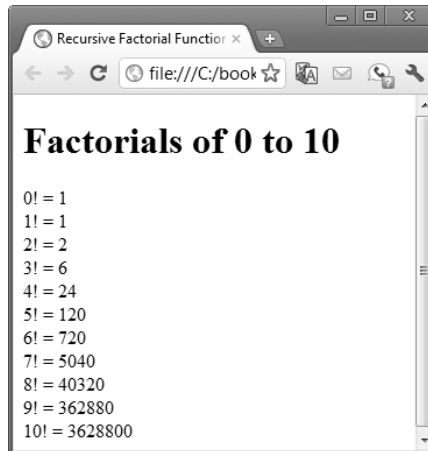 Recursive Factorial Function
file:///C:/book
Factorials of 0 to 10
0! = 1
1! = 1
2! = 2
3! = 6
4! = 24
5! = 120
6! = 720
7! = 5040
8! = 40320
9! = 362880
10! = 3628800